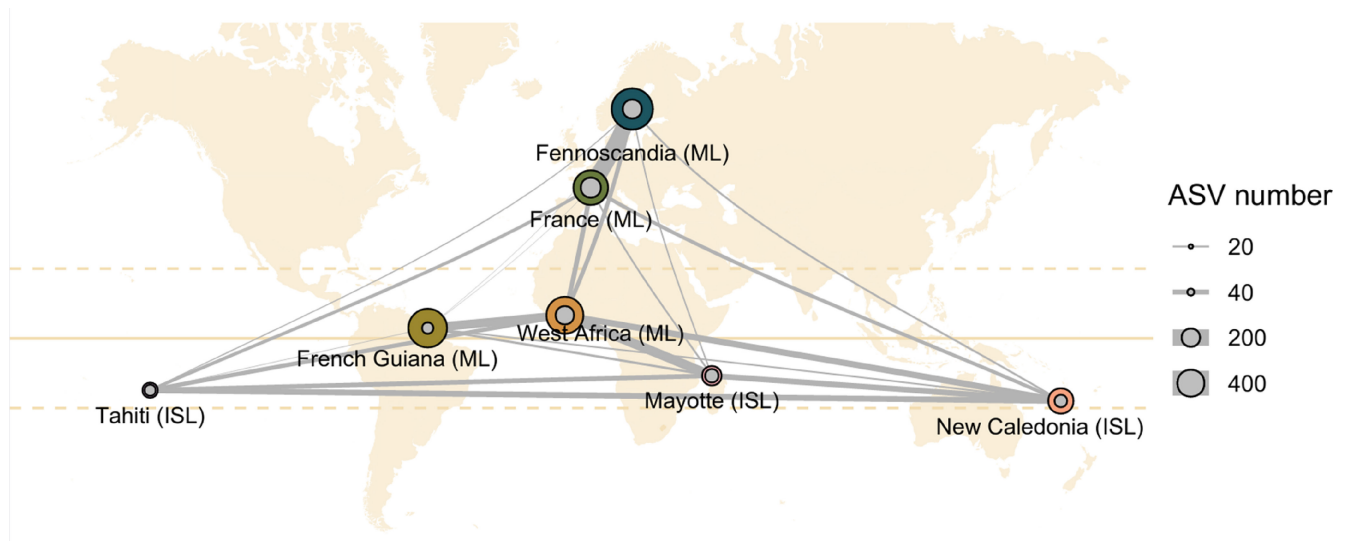 Fennoscandia (ML)
France (ML)
West Africa (ML)
French Guiana (ML)
Mayotte (ISL)
Tahiti (ISL)
New Caledonia (ISL)
ASV number
20
40
200
400